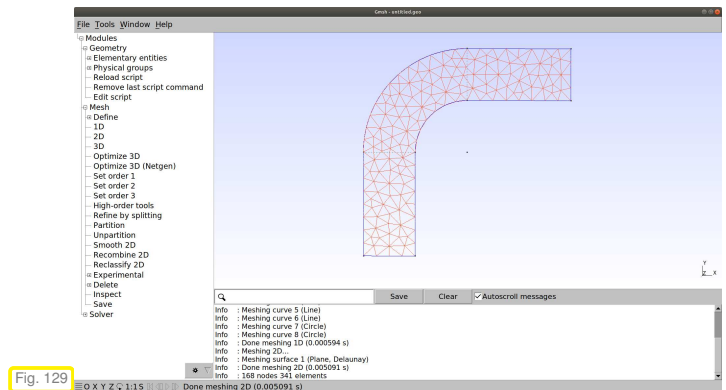 Gmsh - untitled.geo
File Tools Window Help
Modules
Geometry
Elementary entities
Physical groups
Reload script
Remove last script command
Edit script
Mesh
Define
1D
2D
3D
Optimize 3D
Optimize 3D (Netgen)
Set order 1
Set order 2
Set order 3
High-order tools
Refine by splitting
Partition
Unpartition
Smooth 2D
Recombine 2D
Reclassify 2D
Experimental
Delete
Inspect
Save
Solver
Y
Z X
Save Clear Autoscroll messages
Info : Meshing curve 5 (Line)
Info : Meshing curve 6 (Line)
Info : Meshing curve 7 (Circle)
Info : Meshing curve 8 (Circle)
Info : Done meshing 1D (0.000594 s)
Info : Meshing 2D...
Info : Meshing surface 1 (Plane, Delaunay)
Info : Done meshing 2D (0.005091 s)
Info : 168 nodes 341 elements
O X Y Z 1:1 S Done meshing 2D (0.005091 s)
Fig. 129